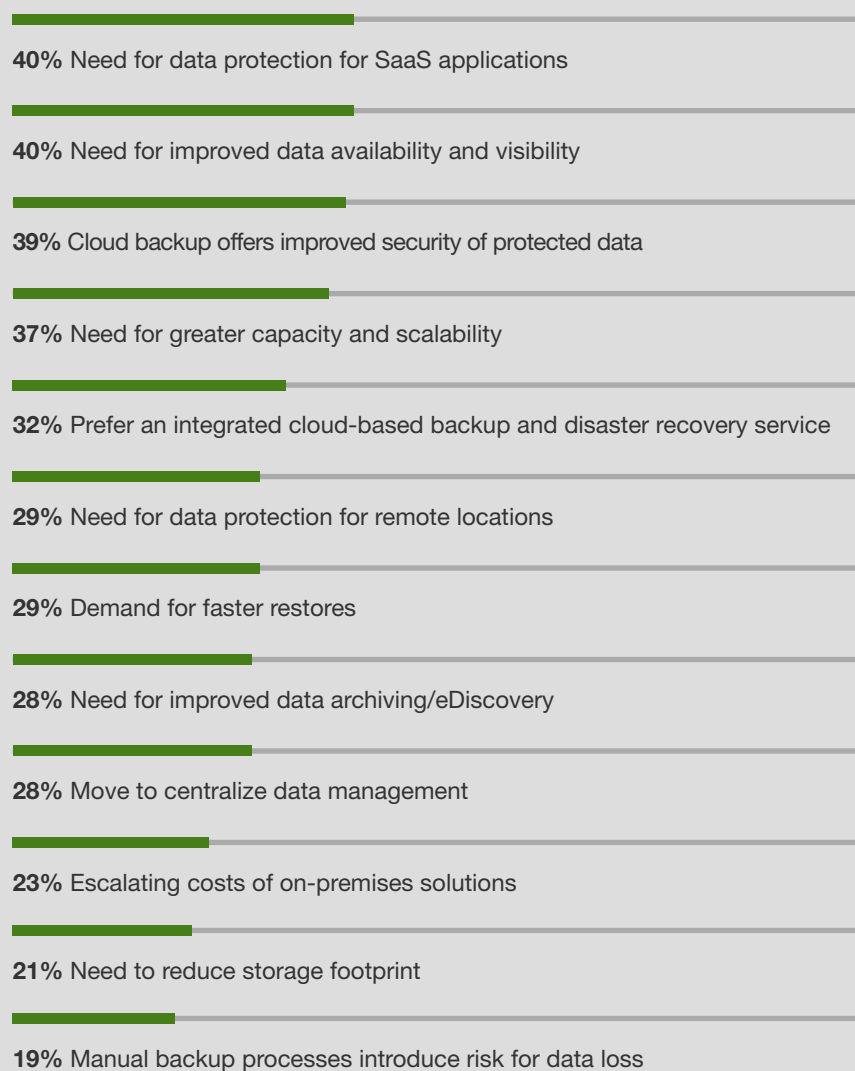 40% Need for data protection for SaaS applications
40% Need for improved data availability and visibility
39% Cloud backup offers improved security of protected data
37% Need for greater capacity and scalability
32% Prefer an integrated cloud-based backup and disaster recovery service
29% Need for data protection for remote locations
29% Demand for faster restores
28% Need for improved data archiving/eDiscovery
28% Move to centralize data management
23% Escalating costs of on-premises solutions
21% Need to reduce storage footprint
19% Manual backup processes introduce risk for data loss